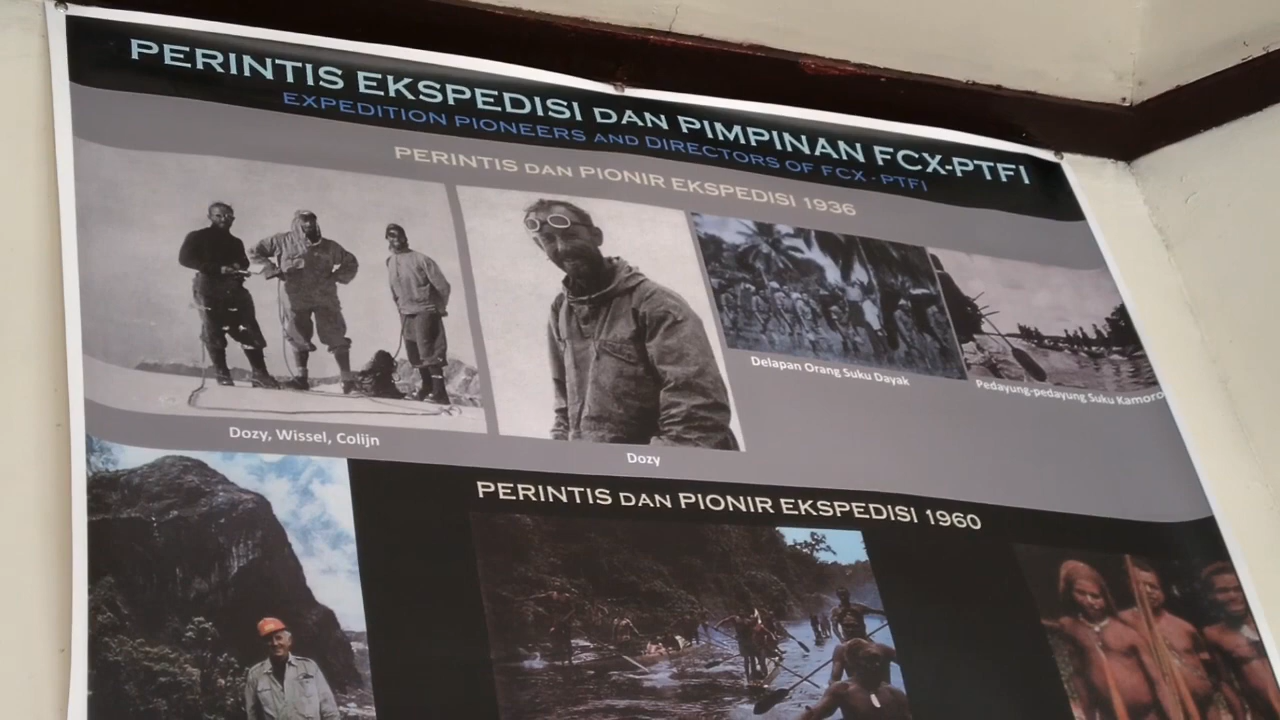 PERINTIS EKSPEDISI DAN PIMPINAN FCX-PTFI
EXPEDITION PIONEERS AND DIRECTORS OF FCX - PTFI
PERINTIS DAN PIONIR EKSPEDISI 1936
Dozy, Wissel, Colijn
Dozy
Delapan Orang Suku Dayak
Pedayung-pedayung Suku Kamoro
PERINTIS DAN PIONIR EKSPEDISI 1960